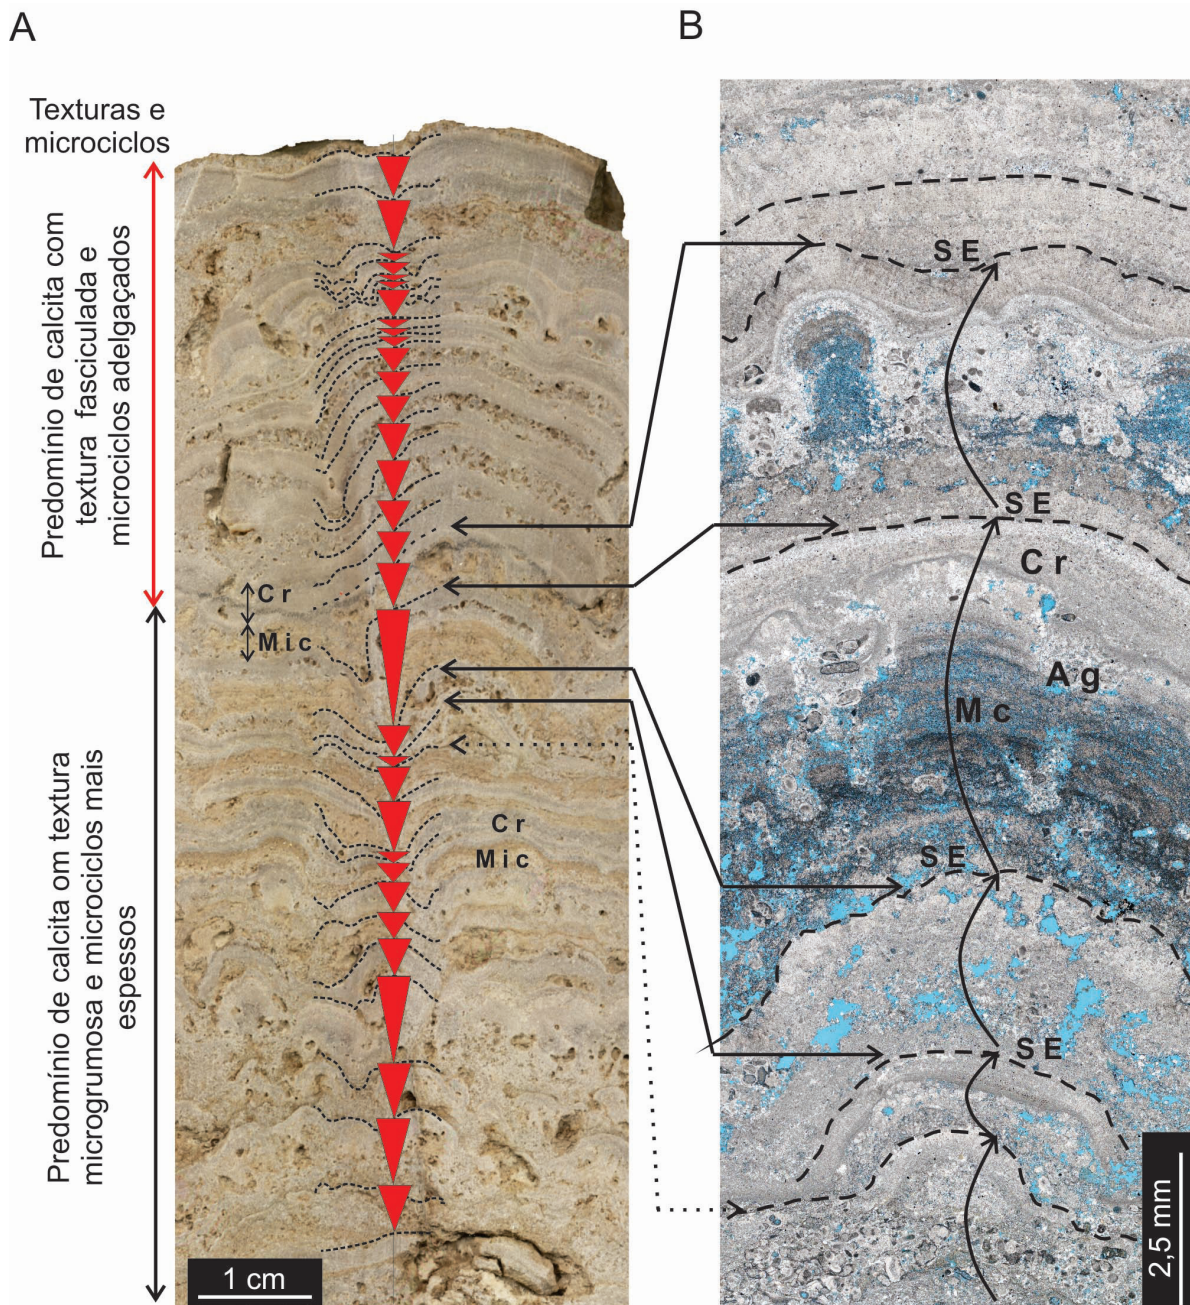 A
B
Texturas e
microciclos
Predomínio de calcita com
textura fasciculada e
microciclos adelgaçados
Predomínio de calcita om textura
microgrumosa e microciclos mais
espessos
Cr
Mic
Cr
Mic
1 cm
SE
SE
Cr
Ag
Mc
SE
SE
2,5 mm